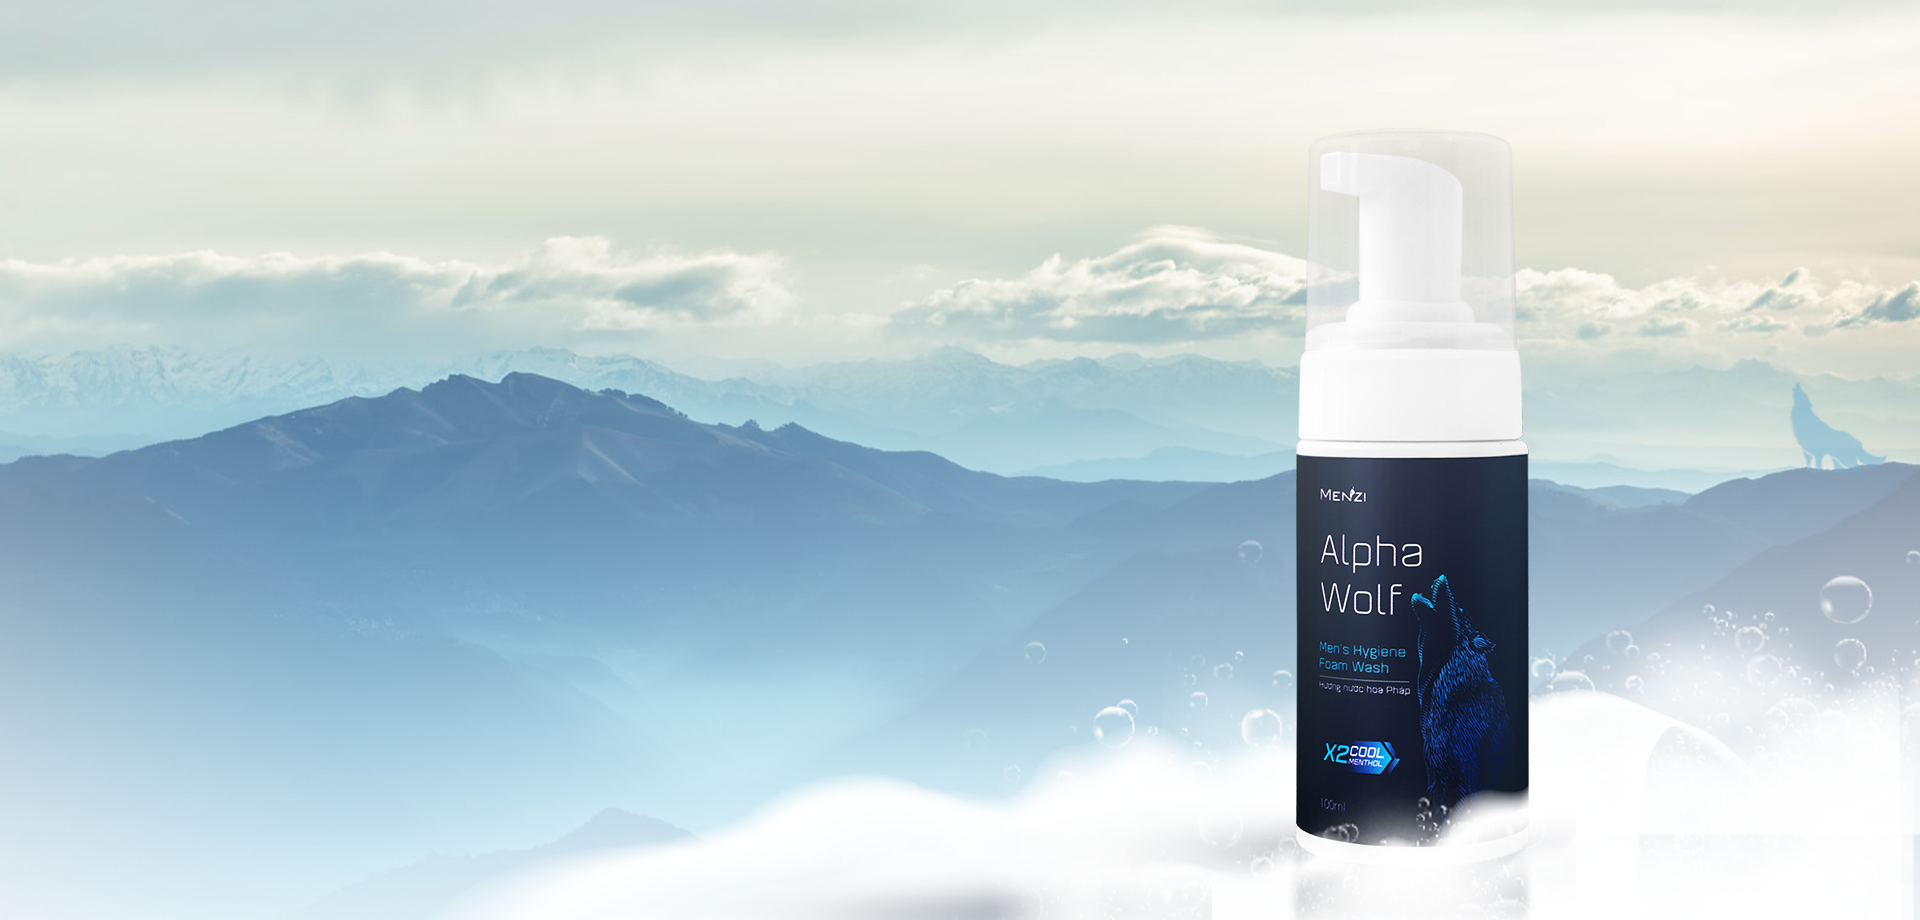 MENZI
Alpha
Wolf
Men's Hygiene
Foam Wash
Hương nước hoa Pháp
X2 COOL
MENTHOL
100ml